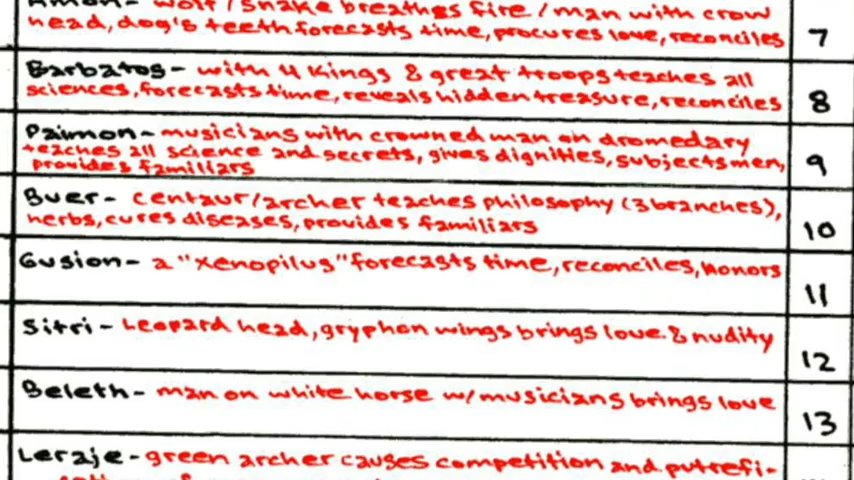 Amon- wolf/snake breathes fire/man with crow
head, dog's teeth forecasts time, procures love, reconciles
7
Barbatos- with 4 Kings & great troops teaches all
sciences, forecasts time, reveals hidden treasure, reconciles
8
Paimon- musicians with crowned man on dromedary
teaches all science and secrets, gives dignities, subjects men,
provides familiars
9
Buer- centaur/archer teaches philosophy (3 branches),
herbs, cures diseases, provides familiars
10
Gusion- a "xenopilus" forecasts time, reconciles, honors
11
Sitri- Leopard head, gryphon wings brings love & nudity
12
Beleth- man on white horse w/ musicians brings love
13
Leraje- green archer causes competition and putrefi-